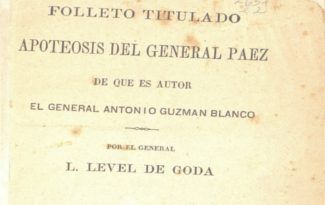 FOLLETO TITULADO
APOTEOSIS DEL GENERAL PAEZ
DE QUE ES AUTOR
EL GENERAL ANTONIO GUZMAN BLANCO
POR EL GENERAL
L. LEVEL DE GODA